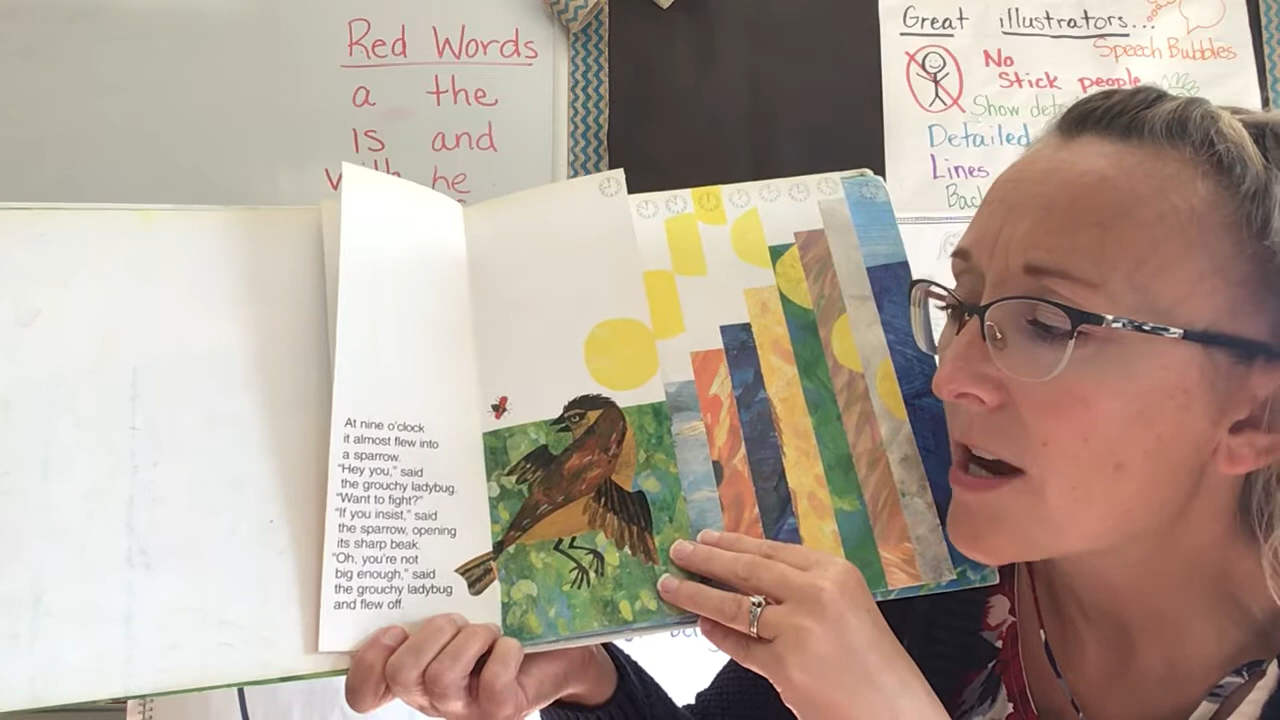 Red Words
a the
is and
he
Great illustrators...
Speech Bubbles
No
Stick people
Show
Detailed
Lines
At nine o'clock
it almost flew into
a sparrow.
"Hey you," said
the grouchy ladybug.
"Want to fight?"
"If you insist," said
the sparrow, opening
its sharp beak.
"Oh, you're not
big enough," said
the grouchy ladybug
and flew off.